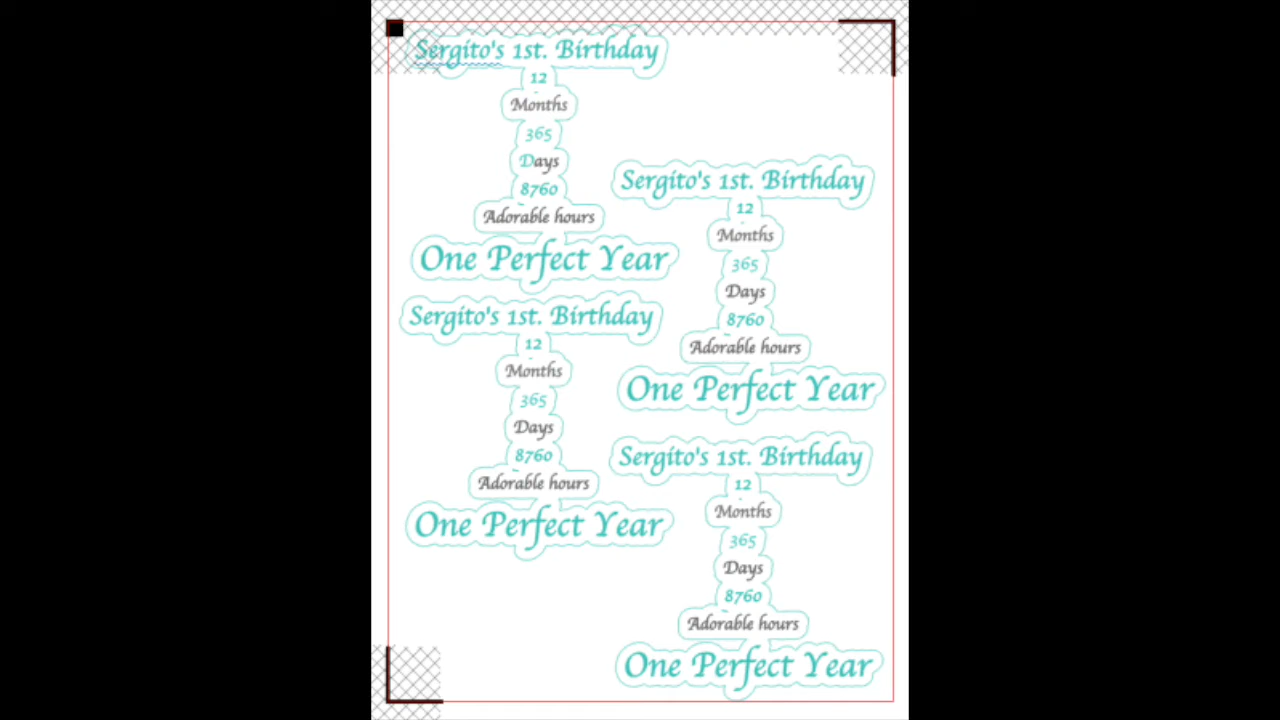 Sergito's 1st. Birthday
12
Months
365
Days
8760
Adorable hours
One Perfect Year
Sergito's 1st. Birthday
12
Months
365
Days
8760
Adorable hours
One Perfect Year
Sergito's 1st. Birthday
12
Months
365
Days
8760
Adorable hours
One Perfect Year
Sergito's 1st. Birthday
12
Months
365
Days
8760
Adorable hours
One Perfect Year